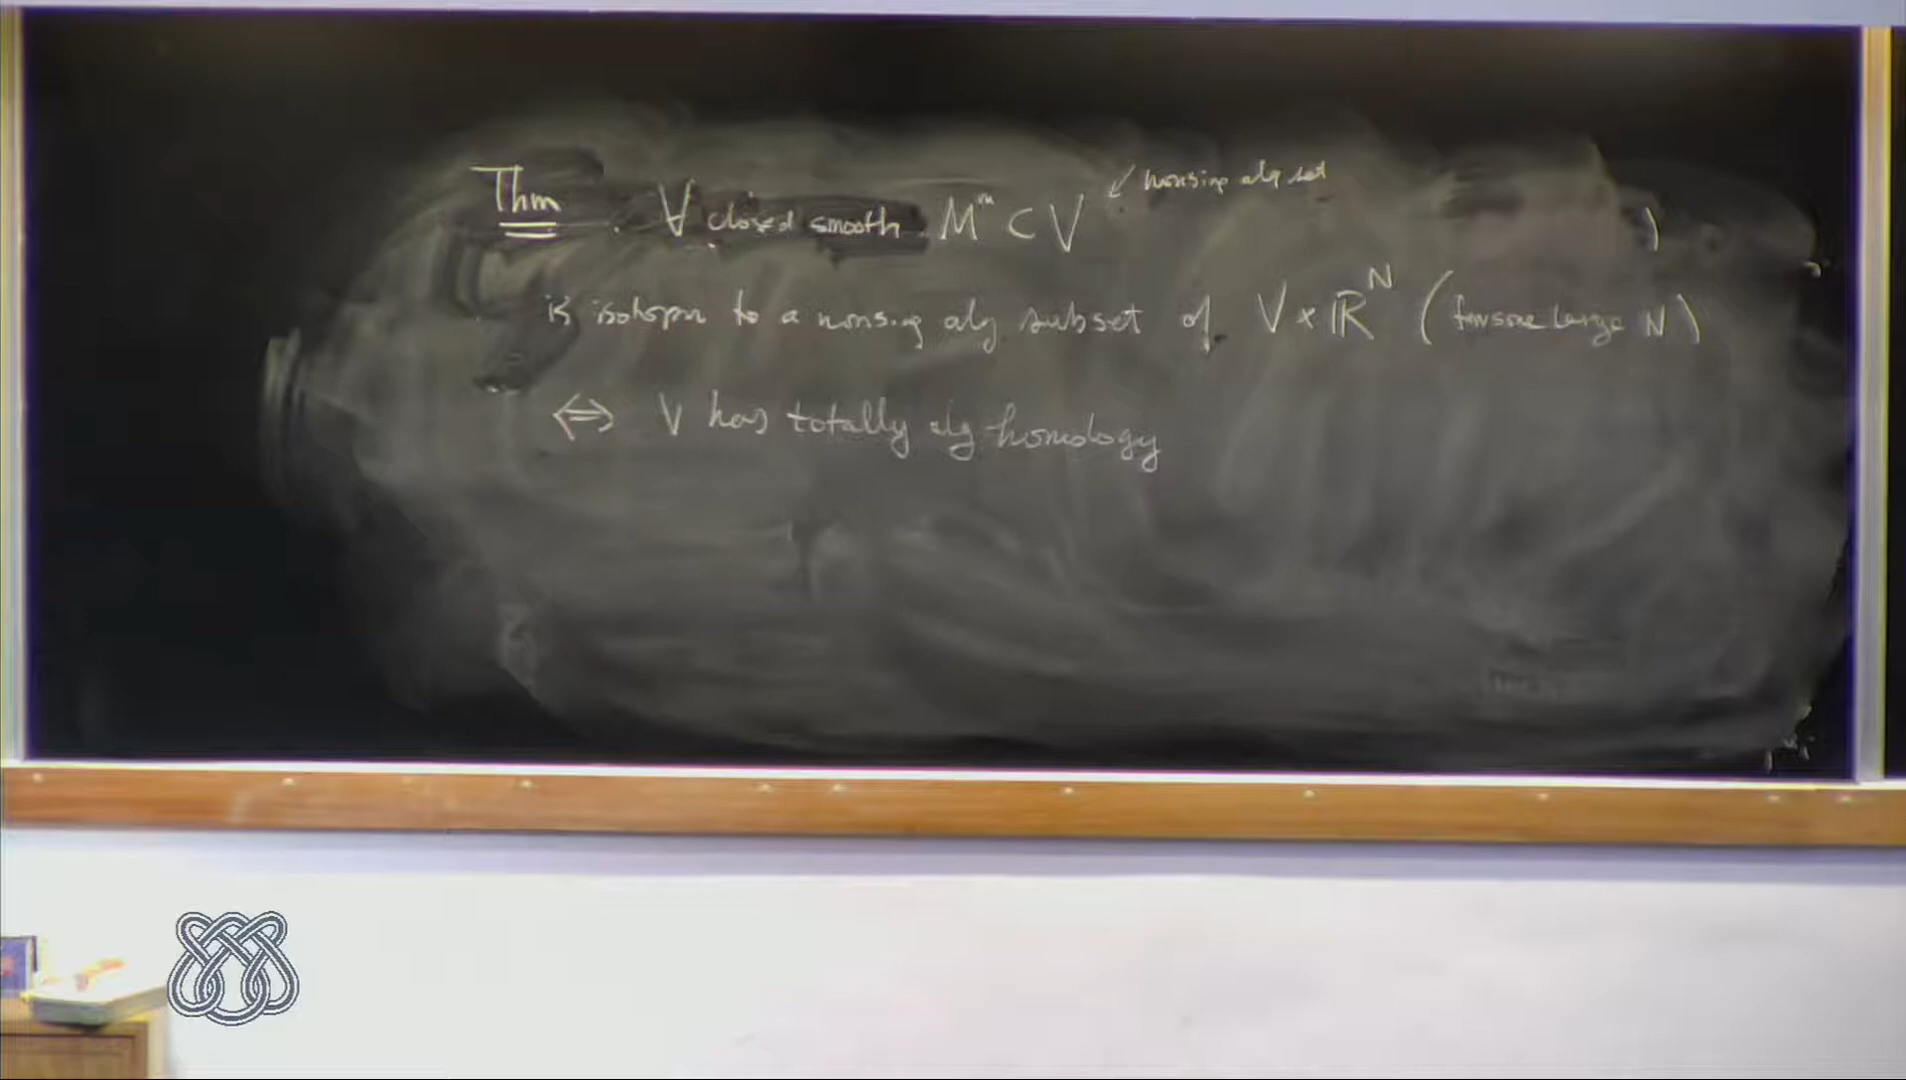 Thm ∀ closed smooth Mᵐ ⊂ V ↙ nonsing alg set
is isotopic to a nonsing alg subset of V × ℝᴺ (for some large N)
⇔ V has totally alg homology